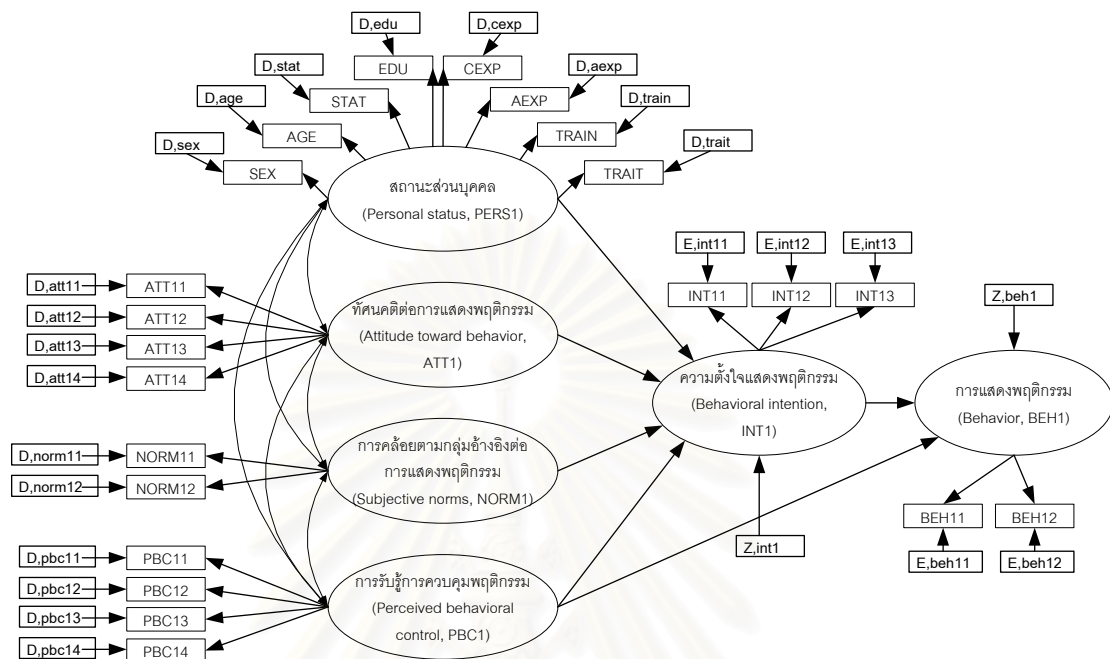 D,edu
D,cexp
EDU
CEXP
D,stat
D,aexp
STAT
AEXP
D,age
D,train
AGE
TRAIN
D,sex
D,trait
SEX
TRAIT
สถานะส่วนบุคคล
(Personal status, PERS1)
E,int11
E,int12
E,int13
INT11
INT12
INT13
D,att11
ATT11
D,att12
ATT12
D,att13
ATT13
D,att14
ATT14
ทัศนคติต่อการแสดงพฤติกรรม
(Attitude toward behavior,
ATT1)
Z,beh1
ความตั้งใจแสดงพฤติกรรม
(Behavioral intention,
INT1)
การแสดงพฤติกรรม
(Behavior, BEH1)
D,norm11
NORM11
D,norm12
NORM12
การคล้อยตามกลุ่มอ้างอิงต่อ
การแสดงพฤติกรรม
(Subjective norms, NORM1)
Z,int1
BEH11
BEH12
E,beh11
E,beh12
D,pbc11
PBC11
D,pbc12
PBC12
D,pbc13
PBC13
D,pbc14
PBC14
การรับรู้การควบคุมพฤติกรรม
(Perceived behavioral
control, PBC1)